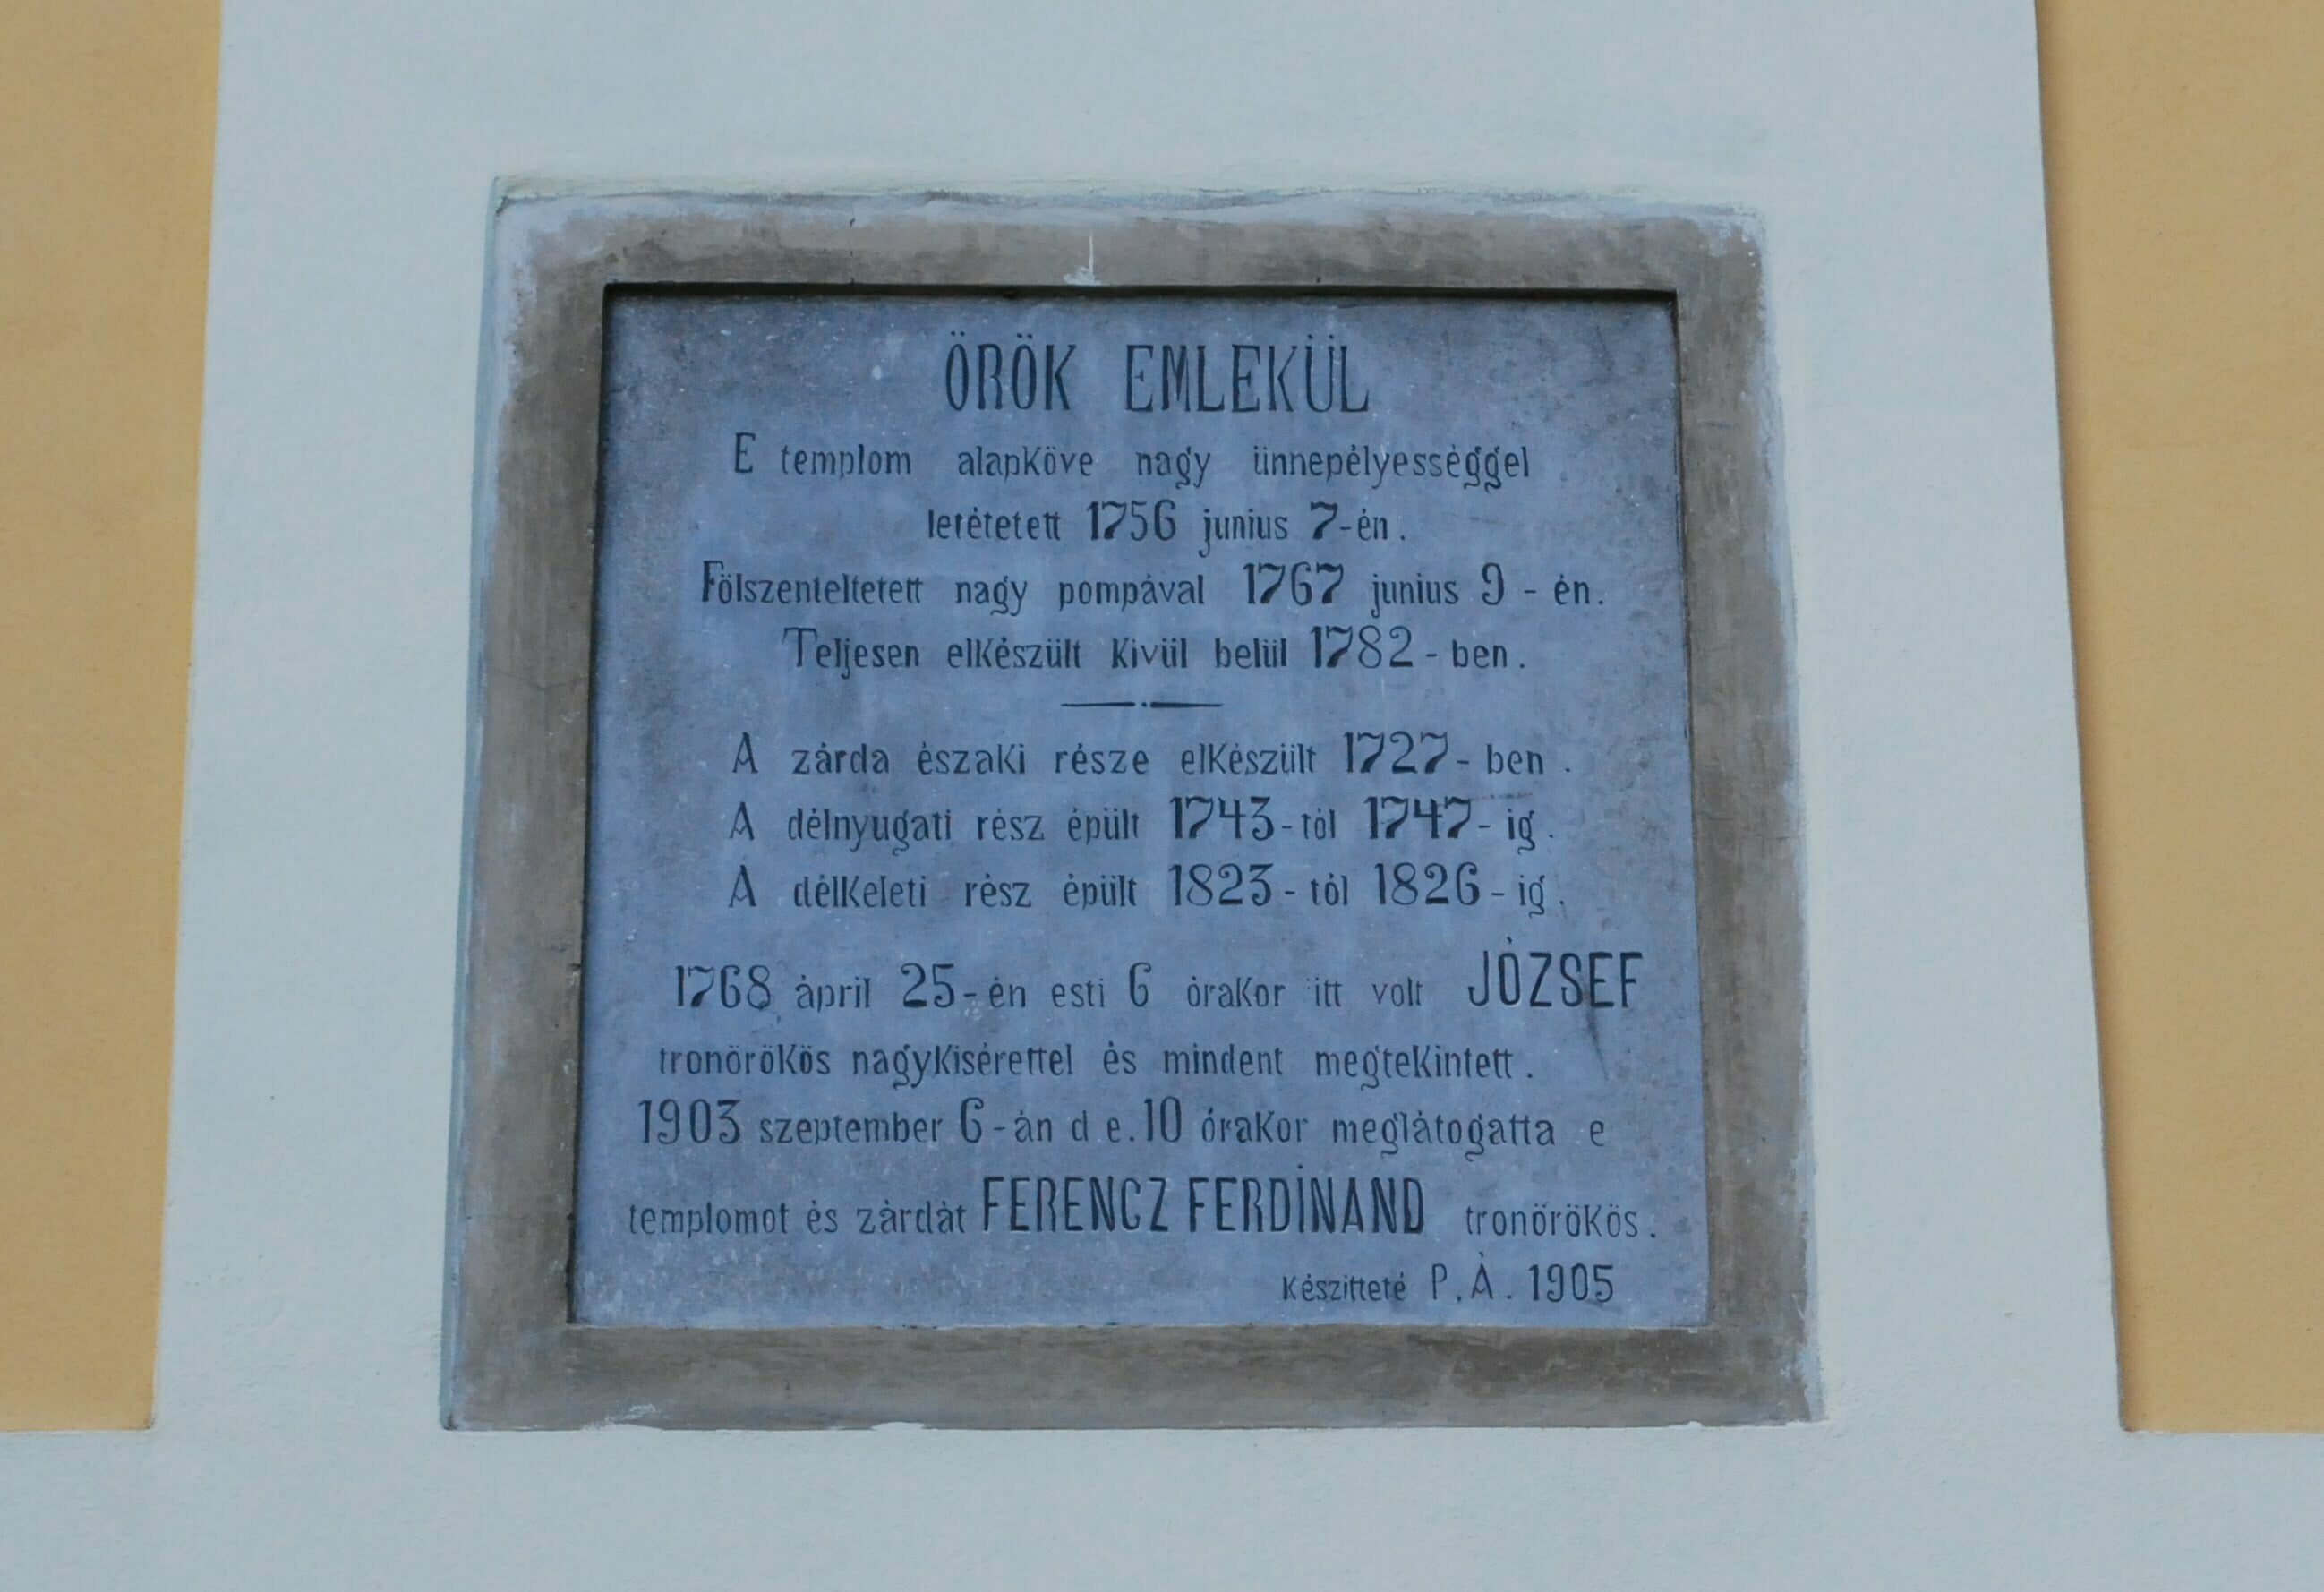 ÖRÖK EMLEKÜL
E templom alapköve nagy ünnepélyességgel
letétetett 1756 junius 7-én.
Fölszenteltetett nagy pompával 1767 junius 9-én.
Teljesen elkészült kivül belül 1782-ben.
A zárda északi része elkészült 1727-ben.
A délnyugati rész épült 1743-tól 1747-ig.
A délkeleti rész épült 1823-tól 1826-ig.
1768 ápril 25-én esti 6 órakor itt volt JÓZSEF
tronörökös nagykisérettel és mindent megtekintett.
1903 szeptember 6-án d e. 10 órakor meglátogatta e
templomot és zárdát FERENCZ FERDINAND tronörökös.
Készitteté P. Á. 1905